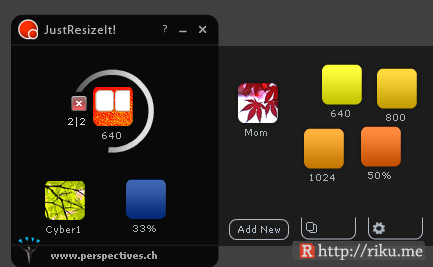 JustResizeIt!
?
2|2
640
Cyber1
33%
www.perspectives.ch
Mom
640
800
1024
50%
Add New
R http://riku.me